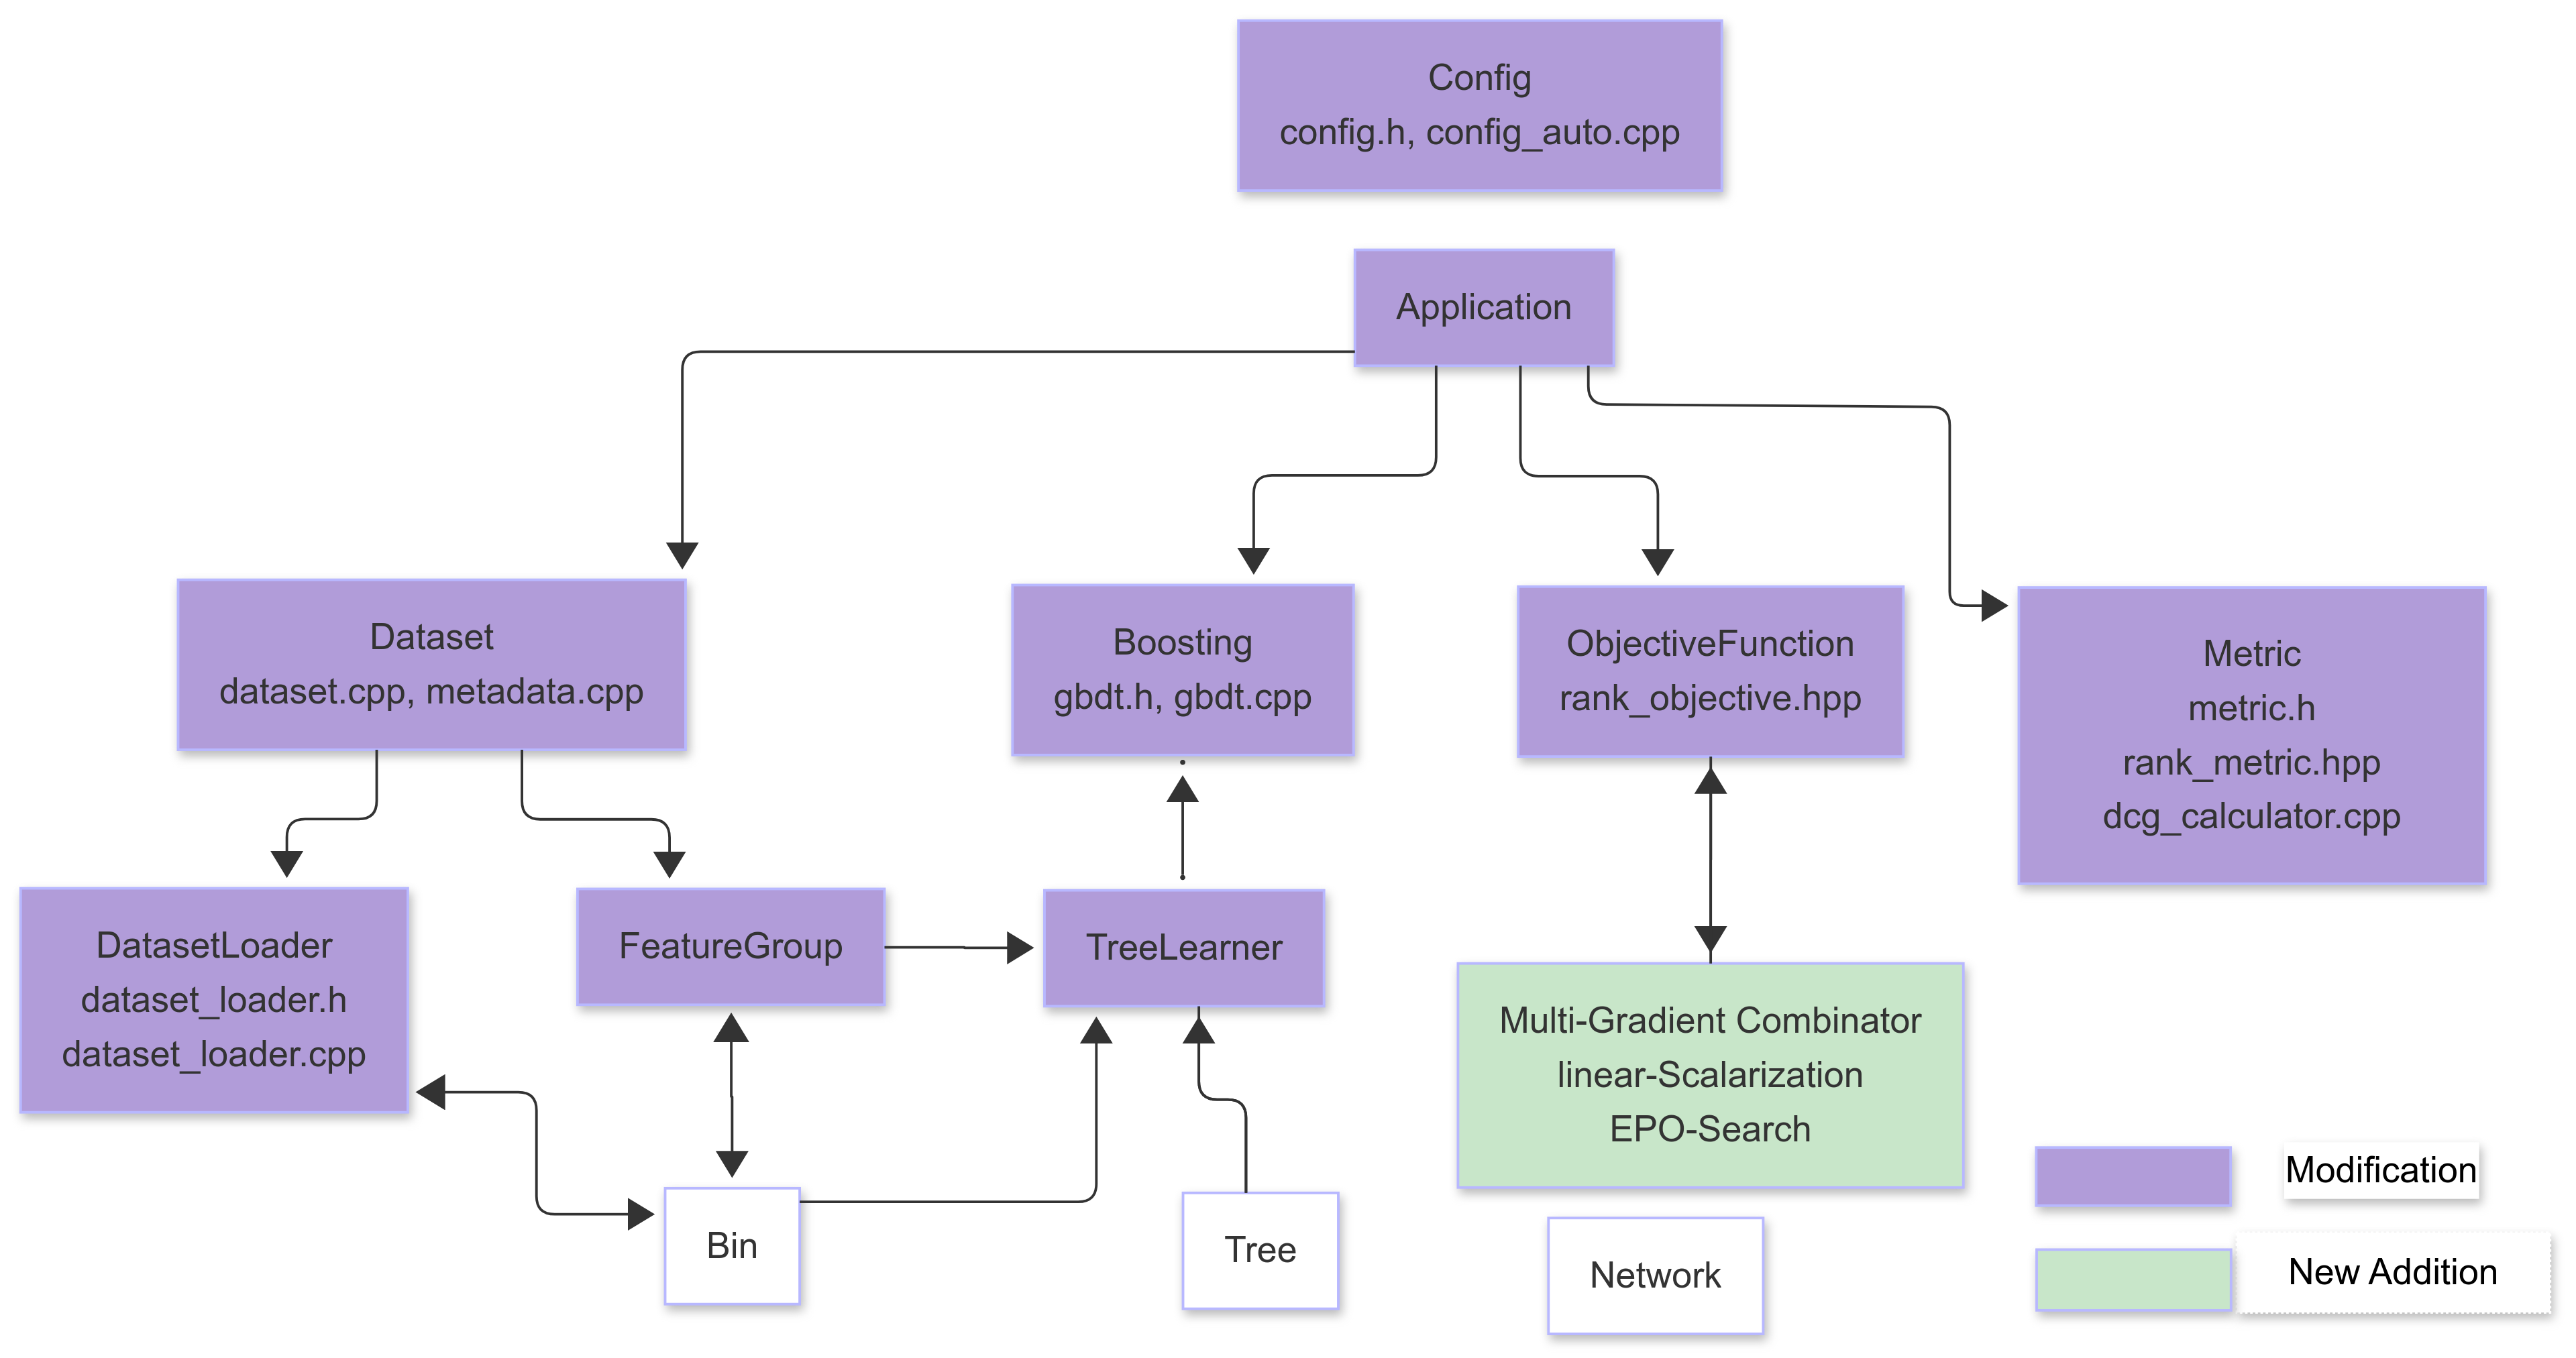 Config
config.h, config_auto.cpp
Application
Dataset
dataset.cpp, metadata.cpp
Boosting
gbdt.h, gbdt.cpp
ObjectiveFunction
rank_objective.hpp
Metric
metric.h
rank_metric.hpp
dcg_calculator.cpp
DatasetLoader
dataset_loader.h
dataset_loader.cpp
FeatureGroup
TreeLearner
Multi-Gradient Combinator
linear-Scalarization
EPO-Search
Bin
Tree
Network
Modification
New Addition